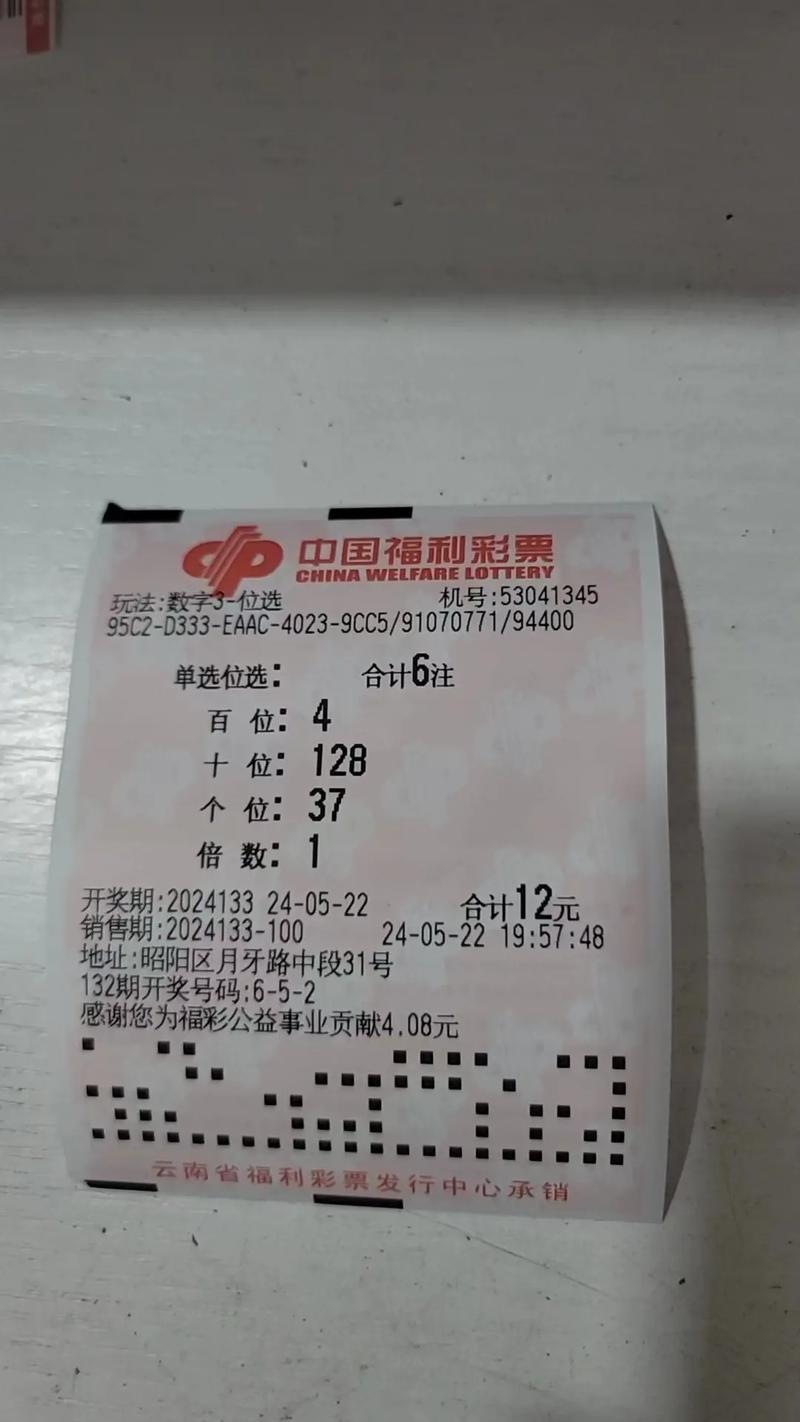 中国福利彩票
CHINA WELFARE LOTTERY
玩法:数字3-位选 机号:53041345
95C2-D333-EAAC-4023-9CC5/91070771/94400
单选位选: 合计6注
百 位: 4
十 位: 128
个 位: 37
倍 数: 1
开奖期:2024133 24-05-22 合计12元
销售期:2024133-100 24-05-22 19:57:48
地址:昭阳区月牙路中段31号
132期开奖号码:6-5-2
感谢您为福彩公益事业贡献4.08元
云南省福利彩票发行中心承销